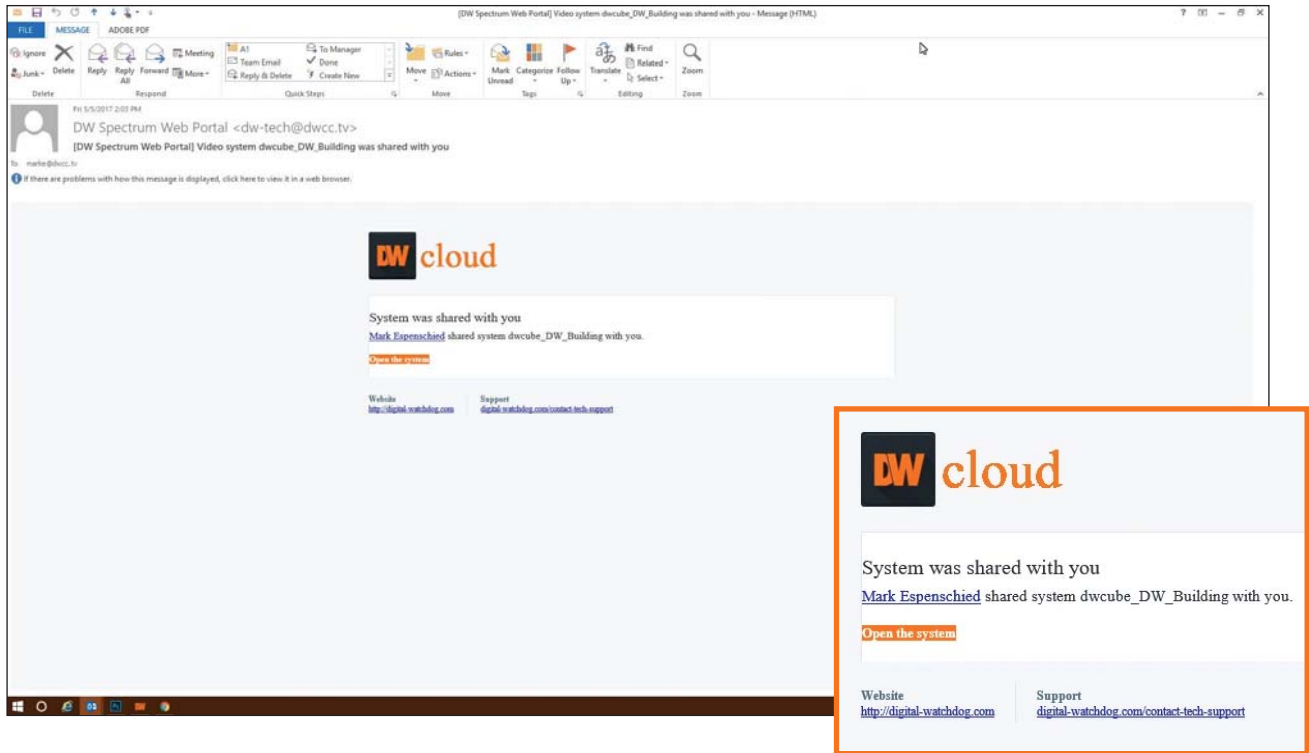 [DW Spectrum Web Portal] Video system dwcube_DW_Building was shared with you - Message (HTML)
FILE MESSAGE ADOBE PDF
Ignore
Junk
Delete
Reply
Reply All
Forward
Meeting
More
A1
Team Email
Reply & Delete
To Manager
Done
Create New
Move
Rules
Actions
Mark Unread
Categorize
Follow Up
Translate
Find
Related
Select
Zoom
Delete Respond Quick Steps Move Tags Editing Zoom
Fri 5/5/2017 2:03 PM
DW Spectrum Web Portal <dw-tech@dwcc.tv>
[DW Spectrum Web Portal] Video system dwcube_DW_Building was shared with you
To
If there are problems with how this message is displayed, click here to view it in a web browser.
DW cloud
System was shared with you
Mark Espenschied shared system dwcube_DW_Building with you.
Open the system
Website Support
http://digital-watchdog.com digital-watchdog.com/contact-tech-support
DW cloud
System was shared with you
Mark Espenschied shared system dwcube_DW_Building with you.
Open the system
Website Support
http://digital-watchdog.com digital-watchdog.com/contact-tech-support